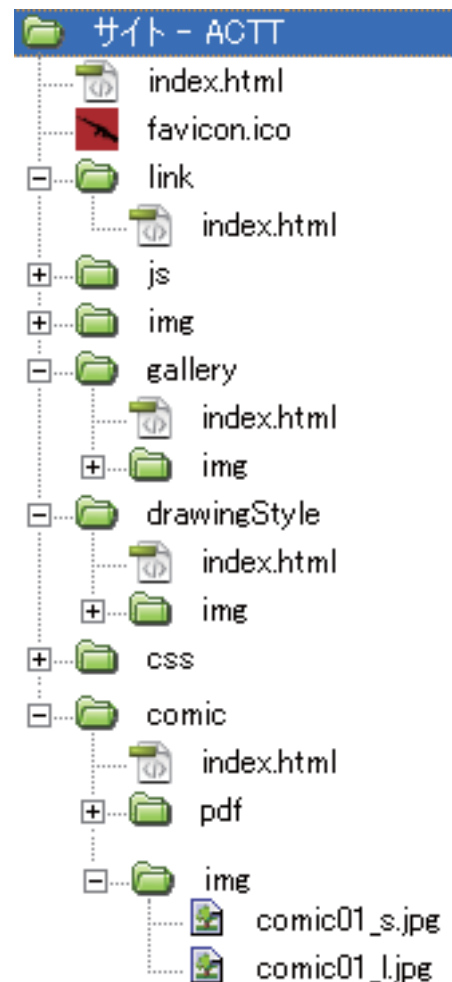 サイト - ACTT
index.html
favicon.ico
link
index.html
js
img
gallery
index.html
img
drawingStyle
index.html
img
css
comic
index.html
pdf
img
comic01_s.jpg
comic01_l.jpg